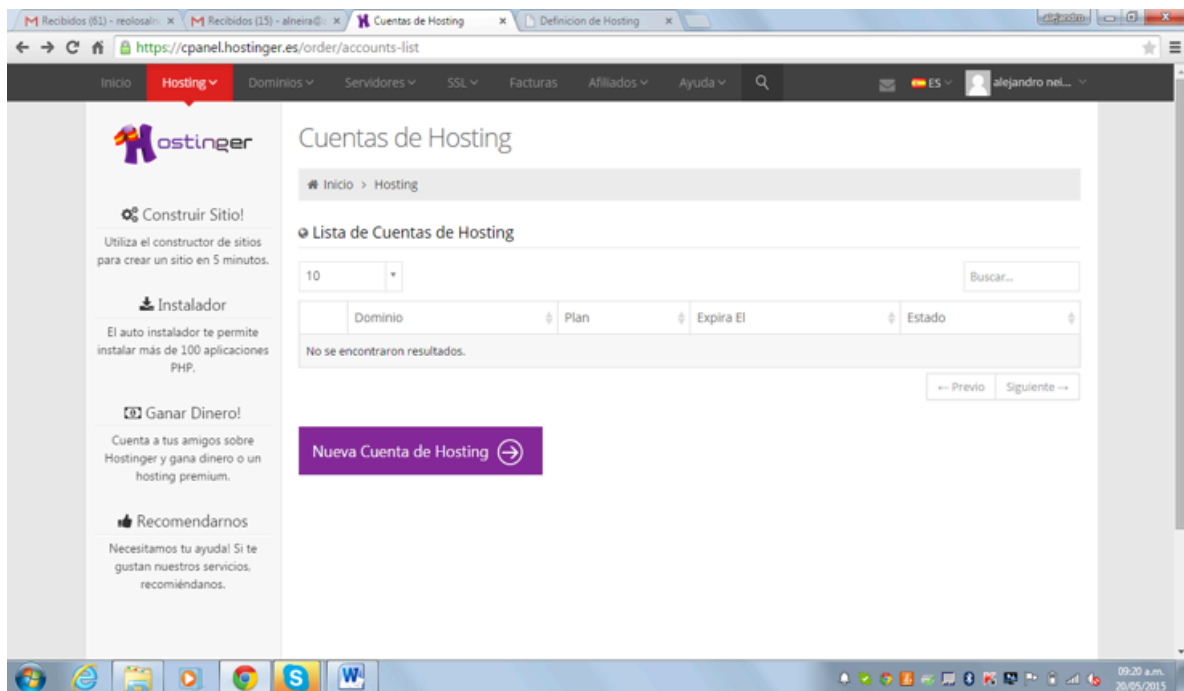 Recibidos (61) - reolosaln
Recibidos (15) - alneira@
Cuentas de Hosting
Definicion de Hosting
alejandro
https://cpanel.hostinger.es/order/accounts-list
Inicio
Hosting
Dominios
Servidores
SSL
Facturas
Afiliados
Ayuda
ES
alejandro nei...
Hostinger
Construir Sitio!
Utiliza el constructor de sitios
para crear un sitio en 5 minutos.
Instalador
El auto instalador te permite
instalar más de 100 aplicaciones
PHP.
Ganar Dinero!
Cuenta a tus amigos sobre
Hostinger y gana dinero o un
hosting premium.
Recomendarnos
Necesitamos tu ayuda! Si te
gustan nuestros servicios,
recomiéndanos.
Cuentas de Hosting
Inicio > Hosting
Lista de Cuentas de Hosting
10
Buscar...
Dominio
Plan
Expira El
Estado
No se encontraron resultados.
← Previo
Siguiente →
Nueva Cuenta de Hosting
09:20 a.m.
20/05/2015